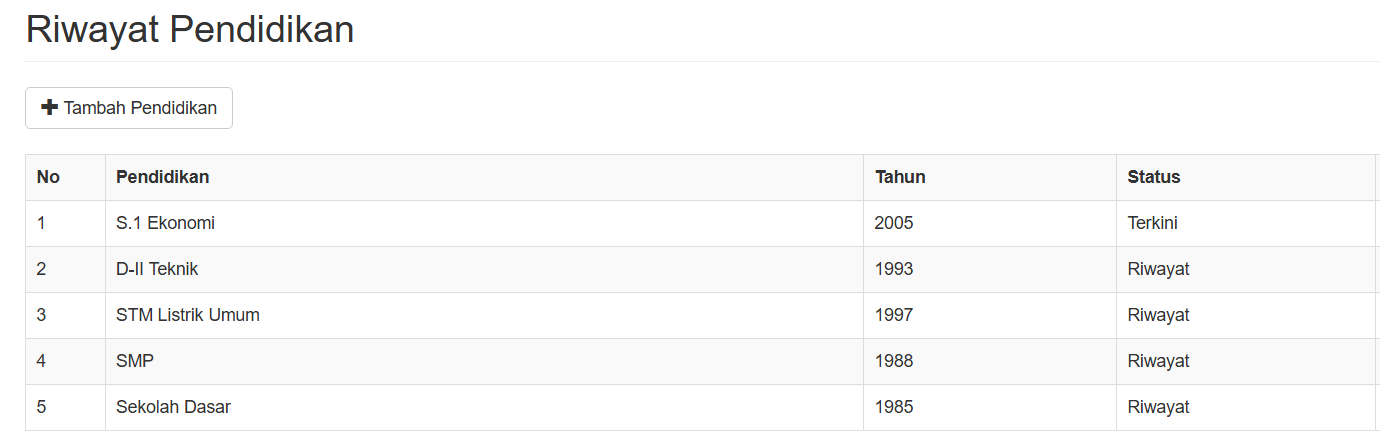 Riwayat Pendidikan
Tambah Pendidikan
No Pendidikan Tahun Status
1 S.1 Ekonomi 2005 Terkini
2 D-II Teknik 1993 Riwayat
3 STM Listrik Umum 1997 Riwayat
4 SMP 1988 Riwayat
5 Sekolah Dasar 1985 Riwayat